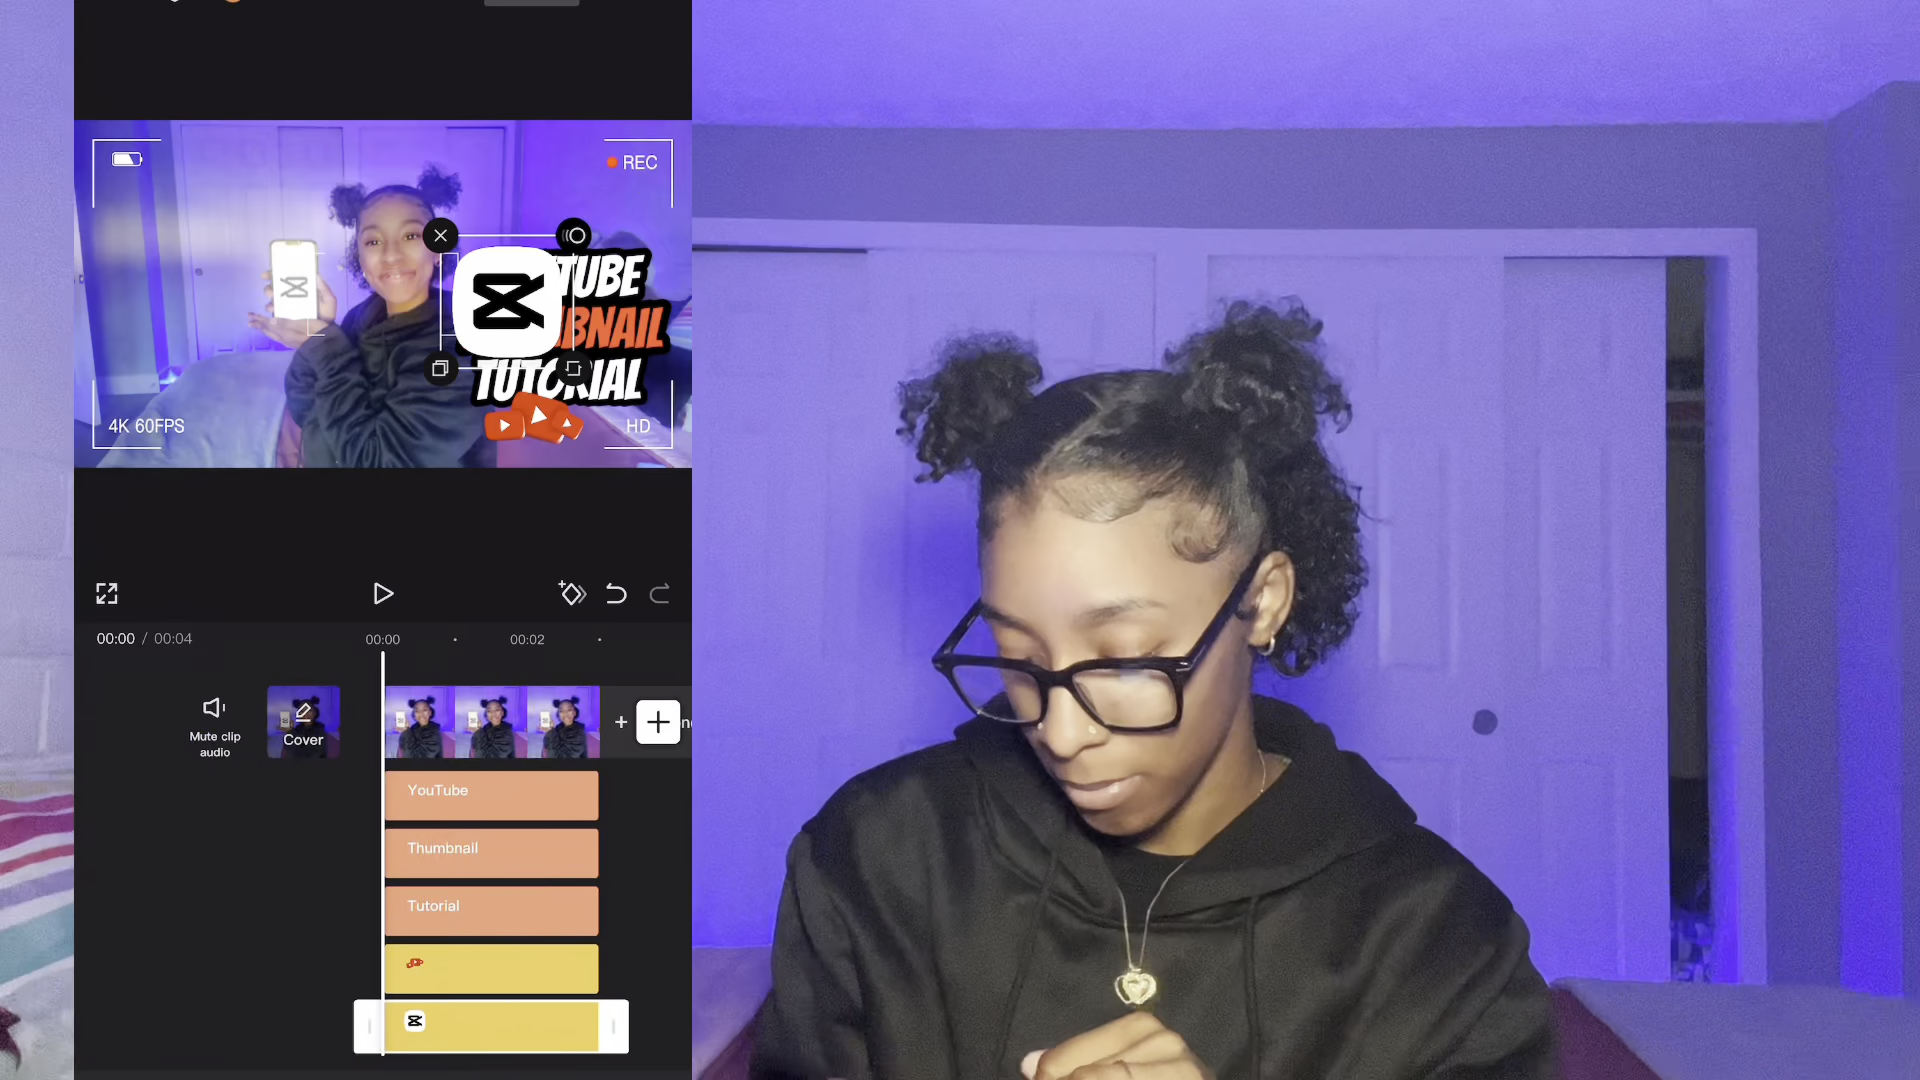 REC
TUBE
BNAIL
TUTORIAL
4K 60FPS
HD
00:00 / 00:04
00:00
00:02
Mute clip
audio
Cover
YouTube
Thumbnail
Tutorial